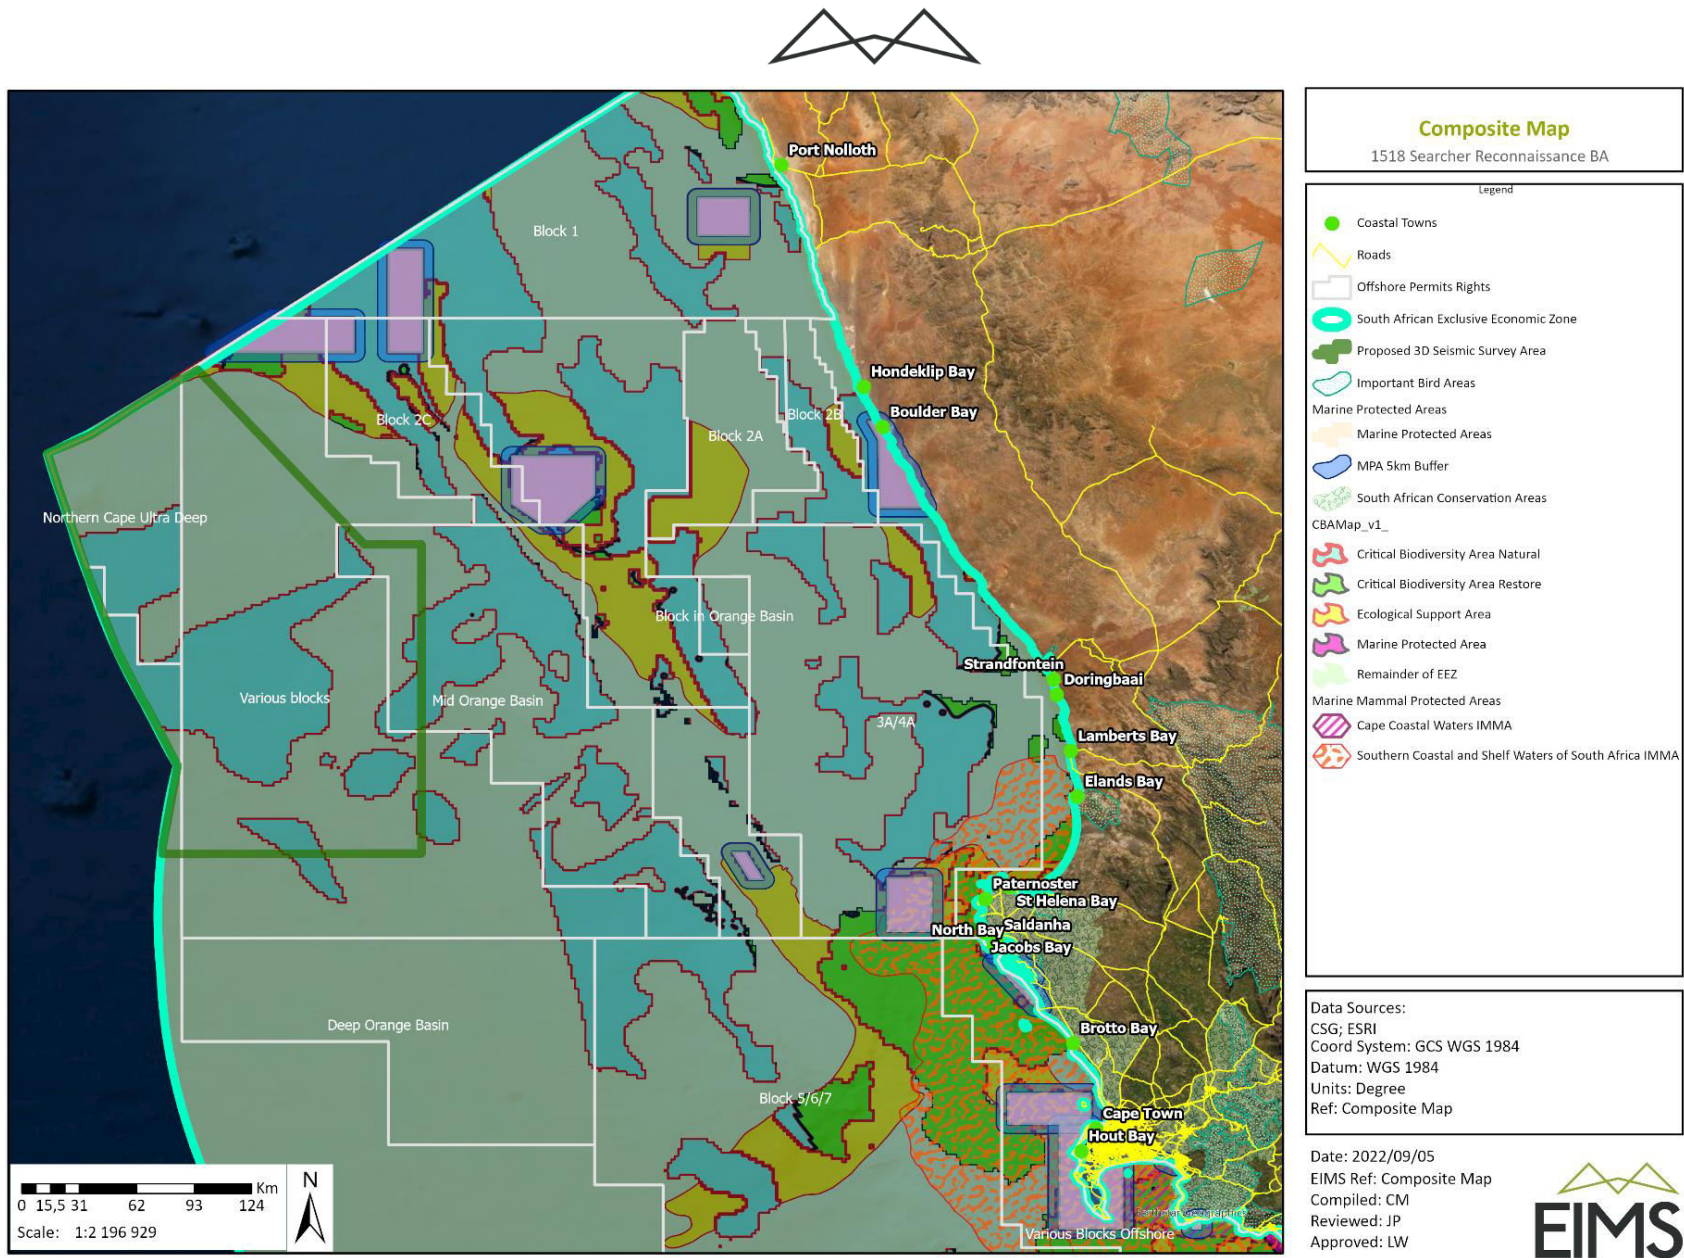 Composite Map
1518 Searcher Reconnaissance BA
Legend
Coastal Towns
Roads
Offshore Permits Rights
South African Exclusive Economic Zone
Proposed 3D Seismic Survey Area
Important Bird Areas
Marine Protected Areas
Marine Protected Areas
MPA 5km Buffer
South African Conservation Areas
CBAMap_v1_
Critical Biodiversity Area Natural
Critical Biodiversity Area Restore
Ecological Support Area
Marine Protected Area
Remainder of EEZ
Marine Mammal Protected Areas
Cape Coastal Waters IMMA
Southern Coastal and Shelf Waters of South Africa IMMA
Data Sources:
CSG; ESRI
Coord System: GCS WGS 1984
Datum: WGS 1984
Units: Degree
Ref: Composite Map
Date: 2022/09/05
EIMS Ref: Composite Map
Compiled: CM
Reviewed: JP
Approved: LW
EIMS
Port Nolloth
Block 1
Hondeklip Bay
Boulder Bay
Block 2C
Block 2B
Block 2A
Northern Cape Ultra Deep
Block in Orange Basin
Strandfontein
Doringbaai
Various blocks
Mid Orange Basin
3A/4A
Lamberts Bay
Elands Bay
Paternoster
St Helena Bay
North Bay
Saldanha
Jacobs Bay
Deep Orange Basin
Brotto Bay
Block 5/6/7
Cape Town
Hout Bay
Earthstar Geographics
Various Blocks Offshore
N
Km
0 15,5 31 62 93 124
Scale: 1:2 196 929